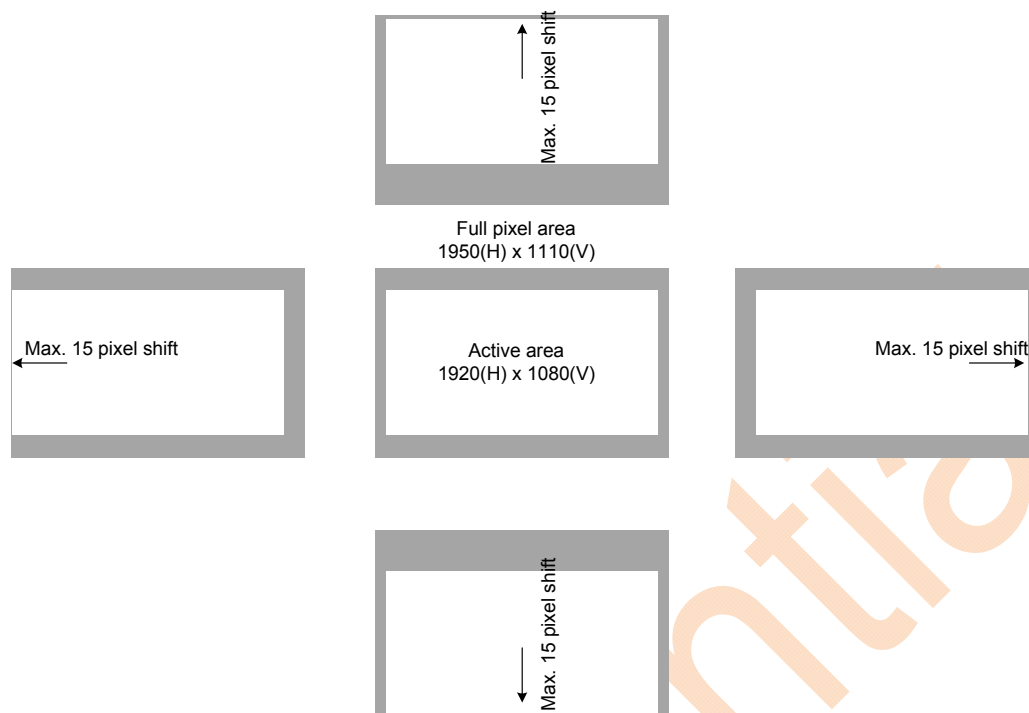 Max. 15 pixel shift
Full pixel area
1950(H) x 1110(V)
Max. 15 pixel shift
Active area
1920(H) x 1080(V)
Max. 15 pixel shift
Max. 15 pixel shift